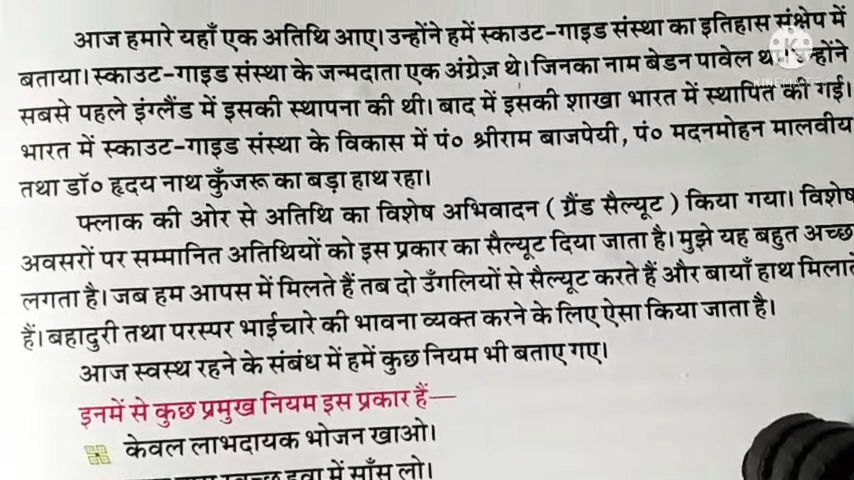 आज हमारे यहाँ एक अतिथि आए। उन्होंने हमें स्काउट-गाइड संस्था का इतिहास संक्षेप में
बताया। स्काउट-गाइड संस्था के जन्मदाता एक अंग्रेज़ थे। जिनका नाम बेडन पावेल
सबसे पहले इंग्लैंड में इसकी स्थापना की थी। बाद में इसकी शाखा भारत में स्थापित की गई।
भारत में स्काउट-गाइड संस्था के विकास में पं० श्रीराम बाजपेयी, पं० मदनमोहन मालवीय
तथा डॉ० हृदय नाथ कुँजरू का बड़ा हाथ रहा।
फ्लाक की ओर से अतिथि का विशेष अभिवादन ( ग्रैंड सैल्यूट ) किया गया। विशेष
अवसरों पर सम्मानित अतिथियों को इस प्रकार का सैल्यूट दिया जाता है। मुझे यह बहुत अच्छ
लगता है। जब हम आपस में मिलते हैं तब दो उँगलियों से सैल्यूट करते हैं और बायाँ हाथ मिलाते
हैं। बहादुरी तथा परस्पर भाईचारे की भावना व्यक्त करने के लिए ऐसा किया जाता है।
आज स्वस्थ रहने के संबंध में हमें कुछ नियम भी बताए गए।
इनमें से कुछ प्रमुख नियम इस प्रकार हैं—
केवल लाभदायक भोजन खाओ।
हवा में साँस लो।